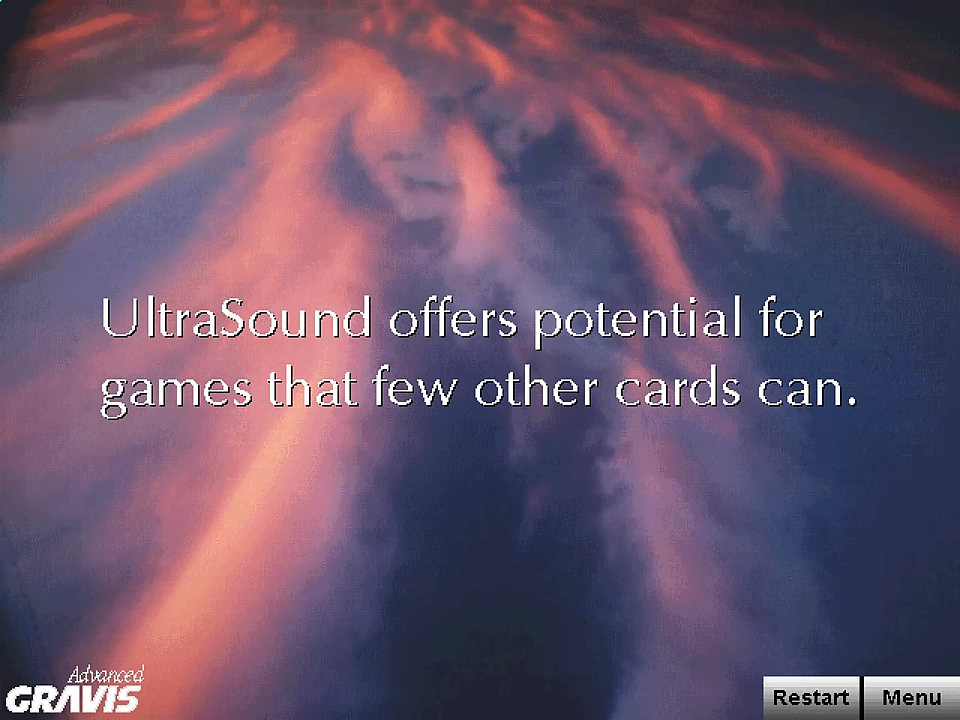 UltraSound offers potential for
games that few other cards can.
Advanced
GRAVIS
Restart Menu